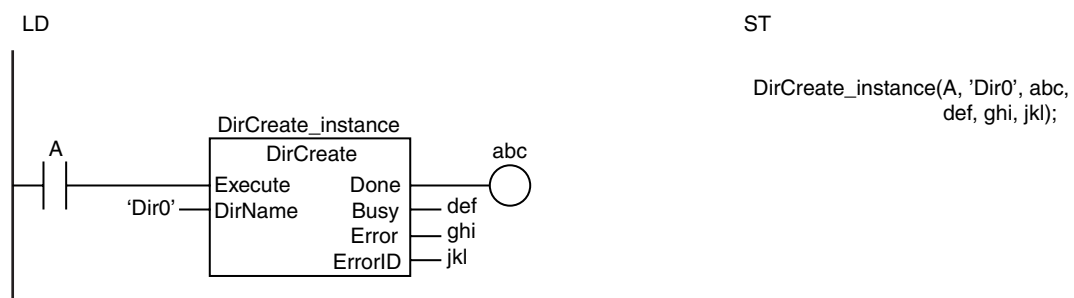 LD
ST
DirCreate_instance(A, 'Dir0', abc,
def, ghi, jkl);
DirCreate_instance
DirCreate
A
abc
Execute Done
'Dir0' DirName Busy def
Error ghi
ErrorID jkl